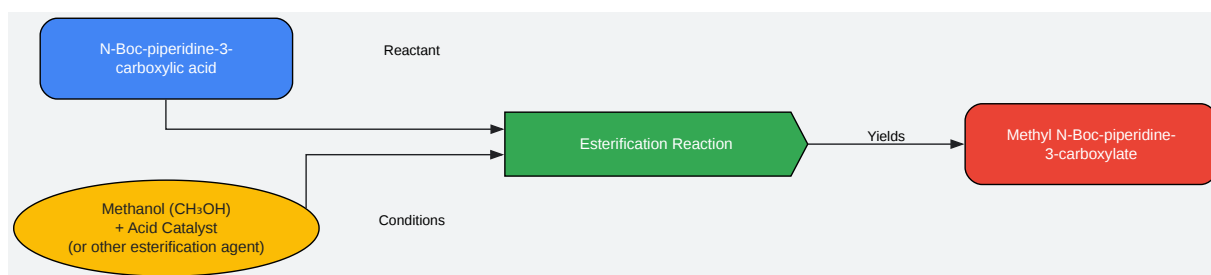 N-Boc-piperidine-3-
carboxylic acid
Reactant
Esterification Reaction
Yields
Methyl N-Boc-piperidine-
3-carboxylate
Methanol (CH₃OH)
+ Acid Catalyst
(or other esterification agent)
Conditions